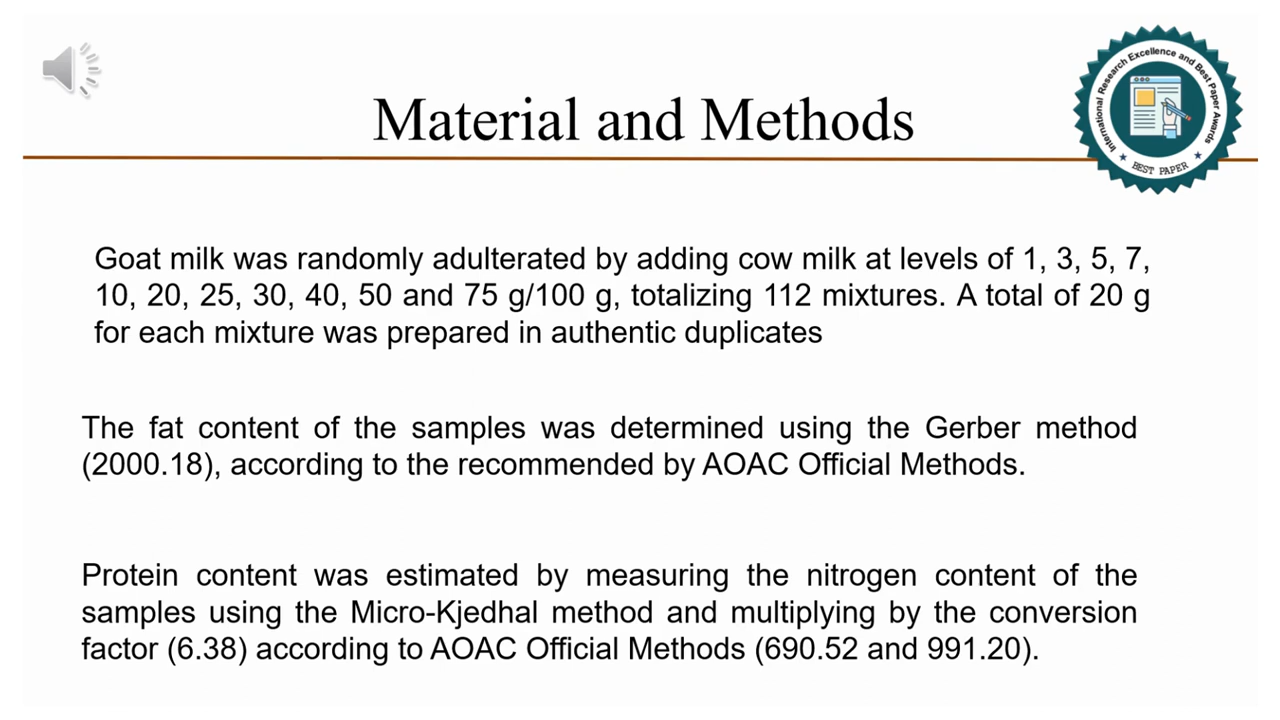 International Research Excellence and Best Paper Awards
BEST PAPER
Material and Methods
Goat milk was randomly adulterated by adding cow milk at levels of 1, 3, 5, 7,
10, 20, 25, 30, 40, 50 and 75 g/100 g, totalizing 112 mixtures. A total of 20 g
for each mixture was prepared in authentic duplicates
The fat content of the samples was determined using the Gerber method
(2000.18), according to the recommended by AOAC Official Methods.
Protein content was estimated by measuring the nitrogen content of the
samples using the Micro-Kjedhal method and multiplying by the conversion
factor (6.38) according to AOAC Official Methods (690.52 and 991.20).